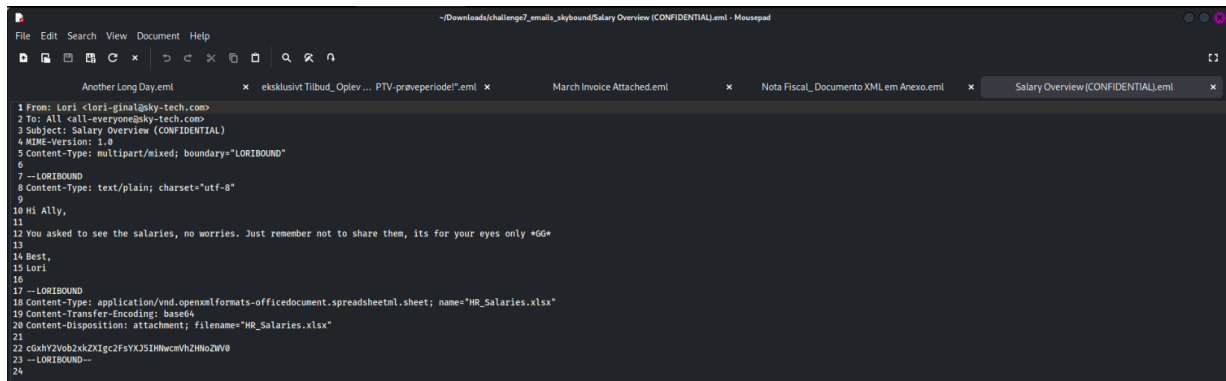 ~/Downloads/challenge7_emails_skybound/Salary Overview (CONFIDENTIAL).eml - Mousepad
File Edit Search View Document Help
Another Long Day.eml × eksklusivt Tilbud_ Oplev ... PTV-prøveperiode!".eml × March Invoice Attached.eml × Nota Fiscal_ Documento XML em Anexo.eml × Salary Overview (CONFIDENTIAL).eml ×
1 From: Lori <lori-ginal@sky-tech.com>
2 To: All <all-everyone@sky-tech.com>
3 Subject: Salary Overview (CONFIDENTIAL)
4 MIME-Version: 1.0
5 Content-Type: multipart/mixed; boundary="LORIBOUND"
6
7 --LORIBOUND
8 Content-Type: text/plain; charset="utf-8"
9
10 Hi Ally,
11
12 You asked to see the salaries, no worries. Just remember not to share them, its for your eyes only *GG*
13
14 Best,
15 Lori
16
17 --LORIBOUND
18 Content-Type: application/vnd.openxmlformats-officedocument.spreadsheetml.sheet; name="HR_Salaries.xlsx"
19 Content-Transfer-Encoding: base64
20 Content-Disposition: attachment; filename="HR_Salaries.xlsx"
21
22 cGxhY2Vob2xkZXIgc2FsYXJ5IHNwcmVhZHNoZWV0
23 --LORIBOUND--
24